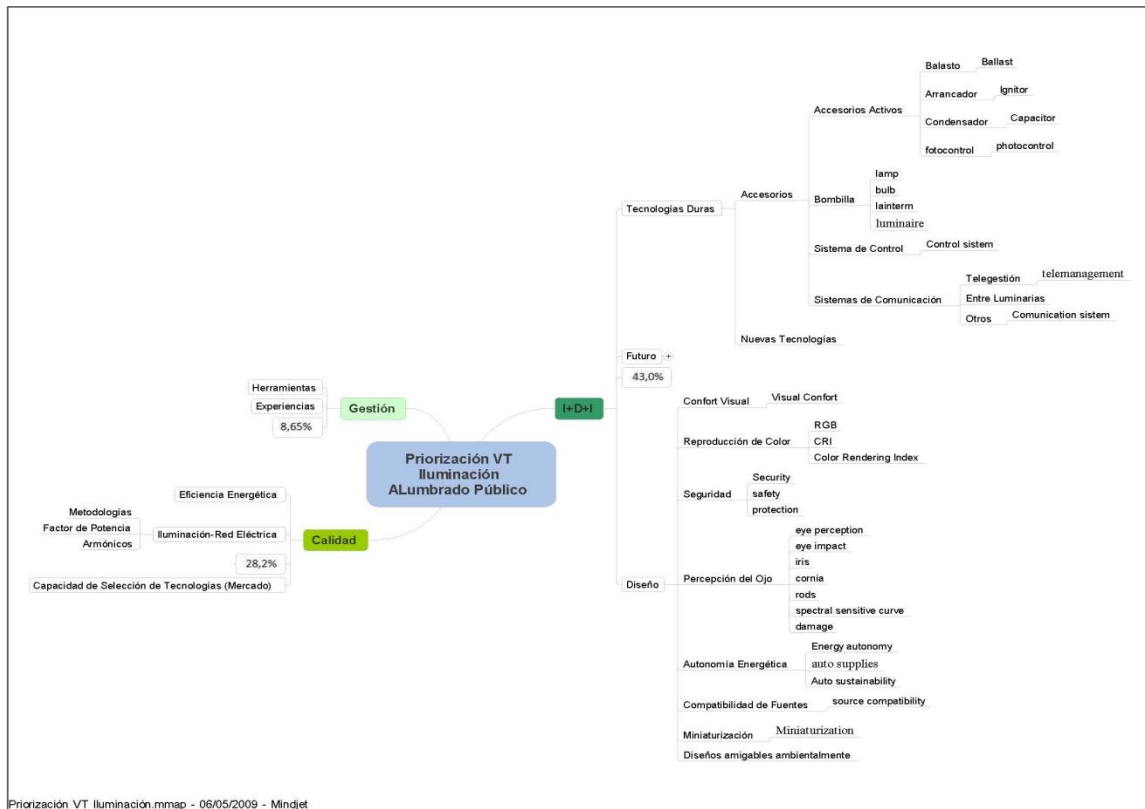 Priorización VT
Iluminación
ALumbrado Público
I+D+I
Tecnologías Duras
Accesorios
Accesorios Activos
Balasto
Ballast
Arrancador
Ignitor
Condensador
Capacitor
fotocontrol
photocontrol
Bombilla
lamp
bulb
lainterm
luminaire
Sistema de Control
Control sistem
Sistemas de Comunicación
Telegestión
telemanagement
Entre Luminarias
Otros
Comunication sistem
Nuevas Tecnologías
Futuro
43,0%
Diseño
Confort Visual
Visual Confort
Reproducción de Color
RGB
CRI
Color Rendering Index
Seguridad
Security
safety
protection
Percepción del Ojo
eye perception
eye impact
iris
cornia
rods
spectral sensitive curve
damage
Autonomía Energética
Energy autonomy
auto supplies
Auto sustainability
Compatibilidad de Fuentes
source compatibility
Miniaturización
Miniaturization
Diseños amigables ambientalmente
Gestión
Herramientas
Experiencias
8,65%
Calidad
Eficiencia Energética
Iluminación-Red Eléctrica
Metodologías
Factor de Potencia
Armónicos
28,2%
Capacidad de Selección de Tecnologías (Mercado)
Priorización VT Iluminación.mmap - 06/05/2009 - Mindjet